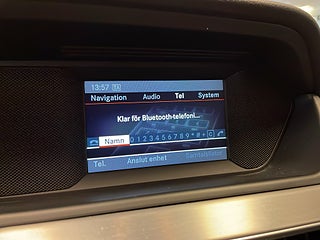 13:57
Navigation Audio Tel System
Klar för Bluetooth-telefoni...
Namn 0 1 2 3 4 5 6 7 8 9 * # + C
Tel. Anslut enhet Samtalslistor